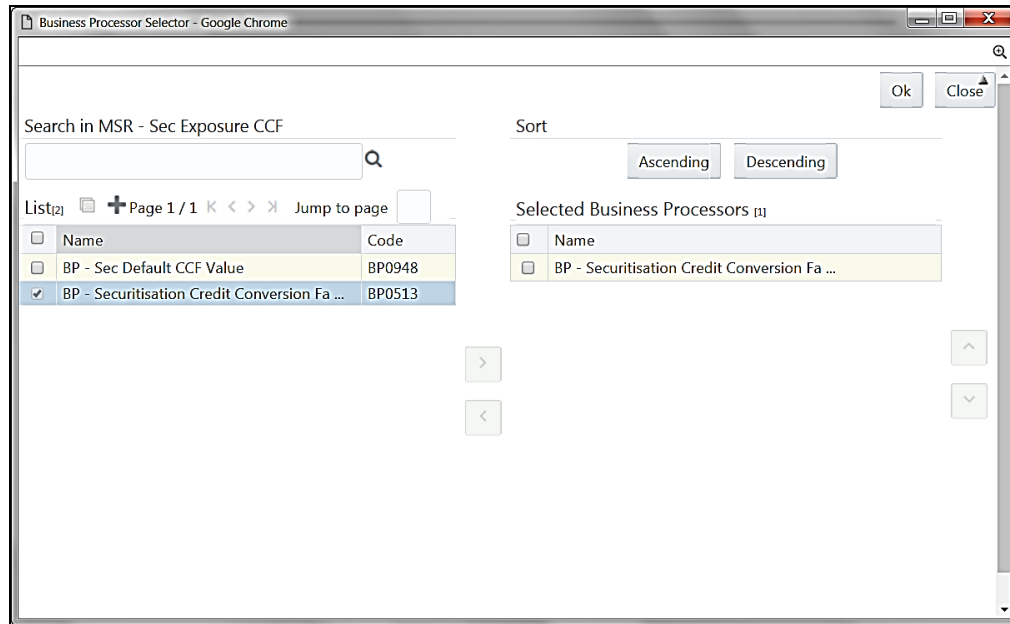 Business Processor Selector - Google Chrome
Ok Close
Search in MSR - Sec Exposure CCF
Sort
Ascending Descending
List[2] Page 1 / 1 Jump to page
Selected Business Processors [1]
Name Code
Name
BP - Sec Default CCF Value BP0948
BP - Securitisation Credit Conversion Fa ...
BP - Securitisation Credit Conversion Fa ... BP0513